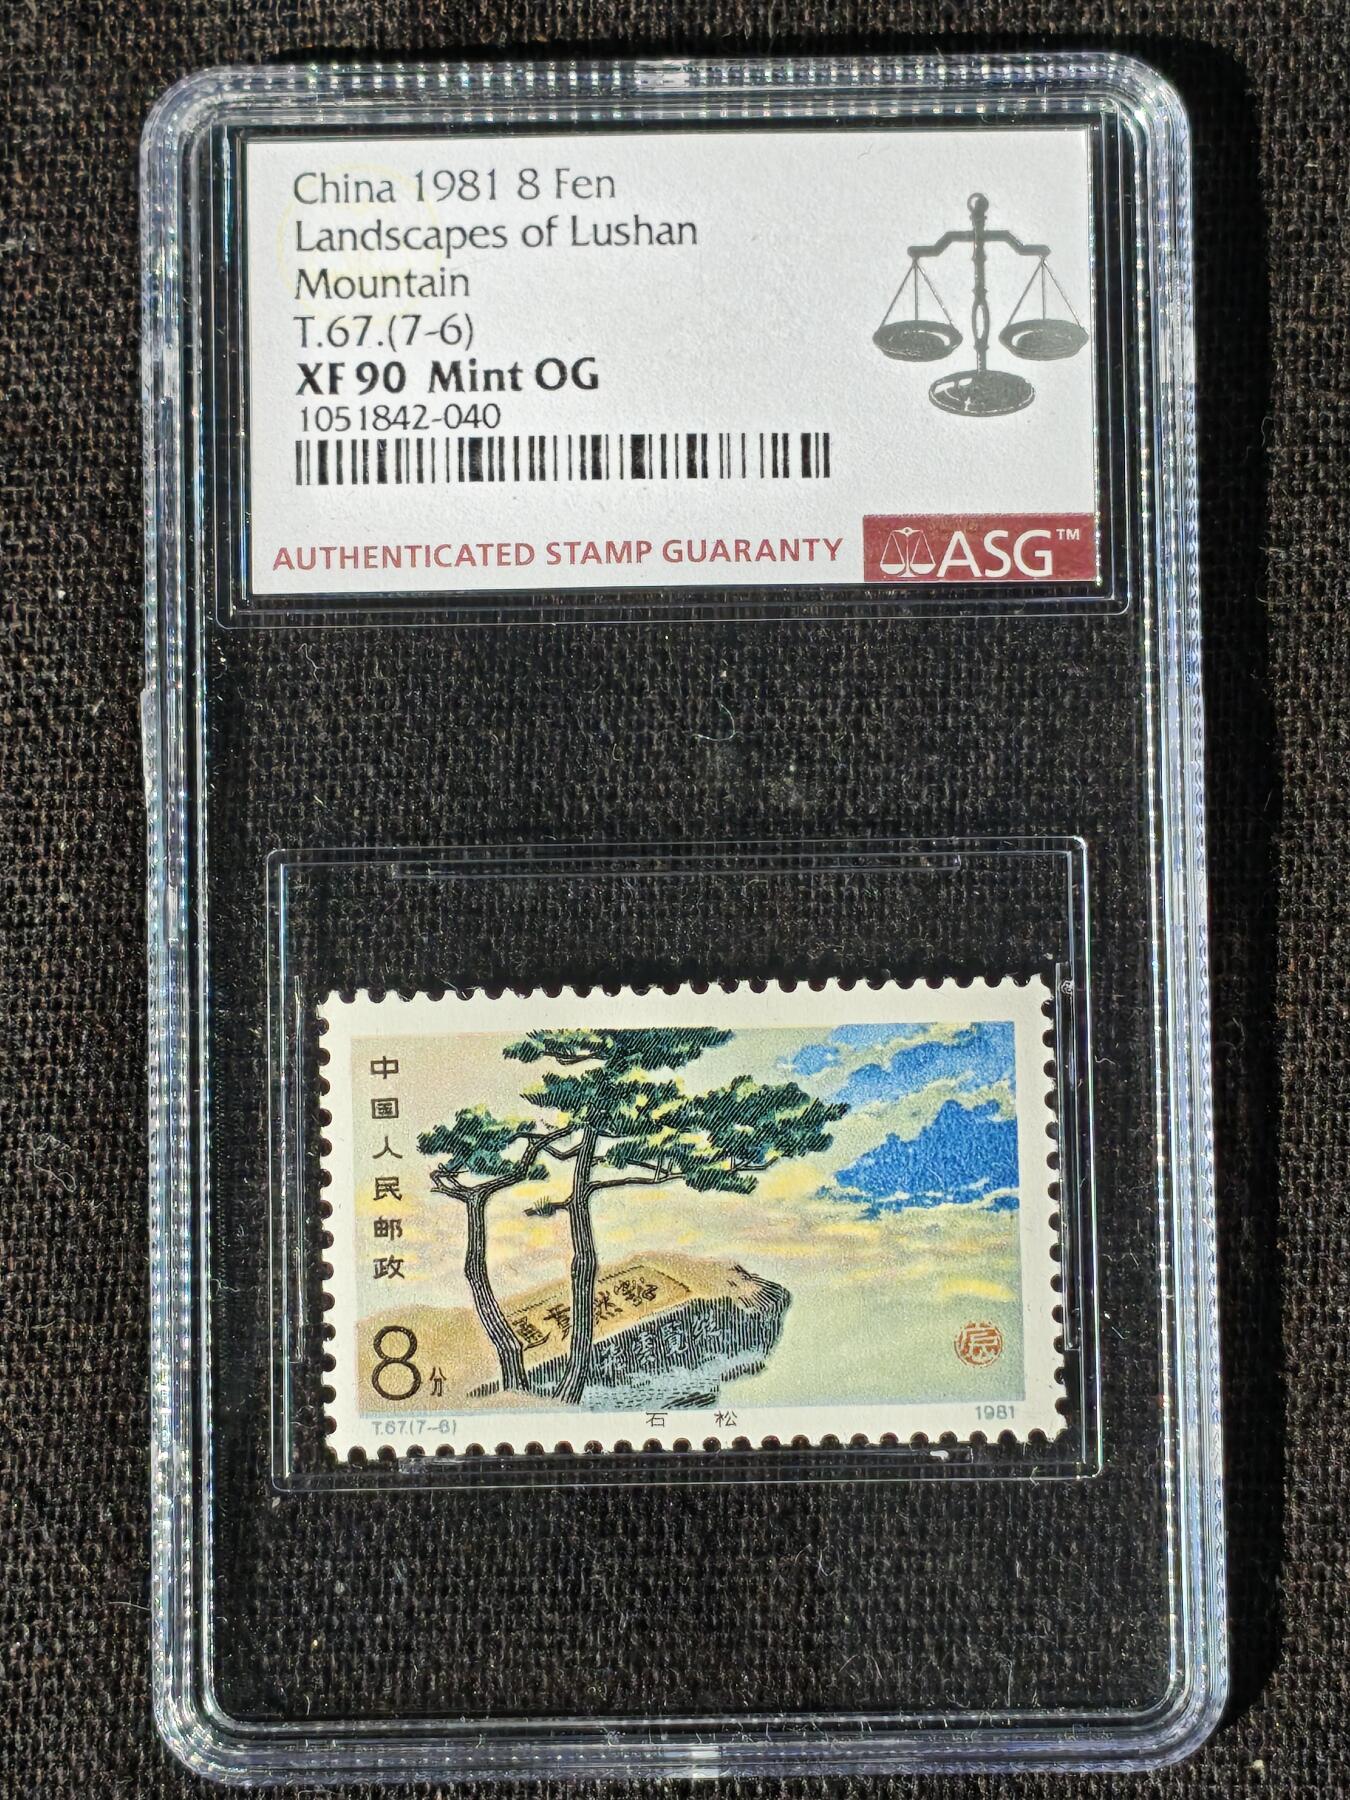 China 1981 8 Fen
Landscapes of Lushan
Mountain
T.67.(7-6)
XF 90 Mint OG
1051842-040
AUTHENTICATED STAMP GUARANTY
ASG™
中国人民邮政
8分
T.67.(7-6)
石松
1981